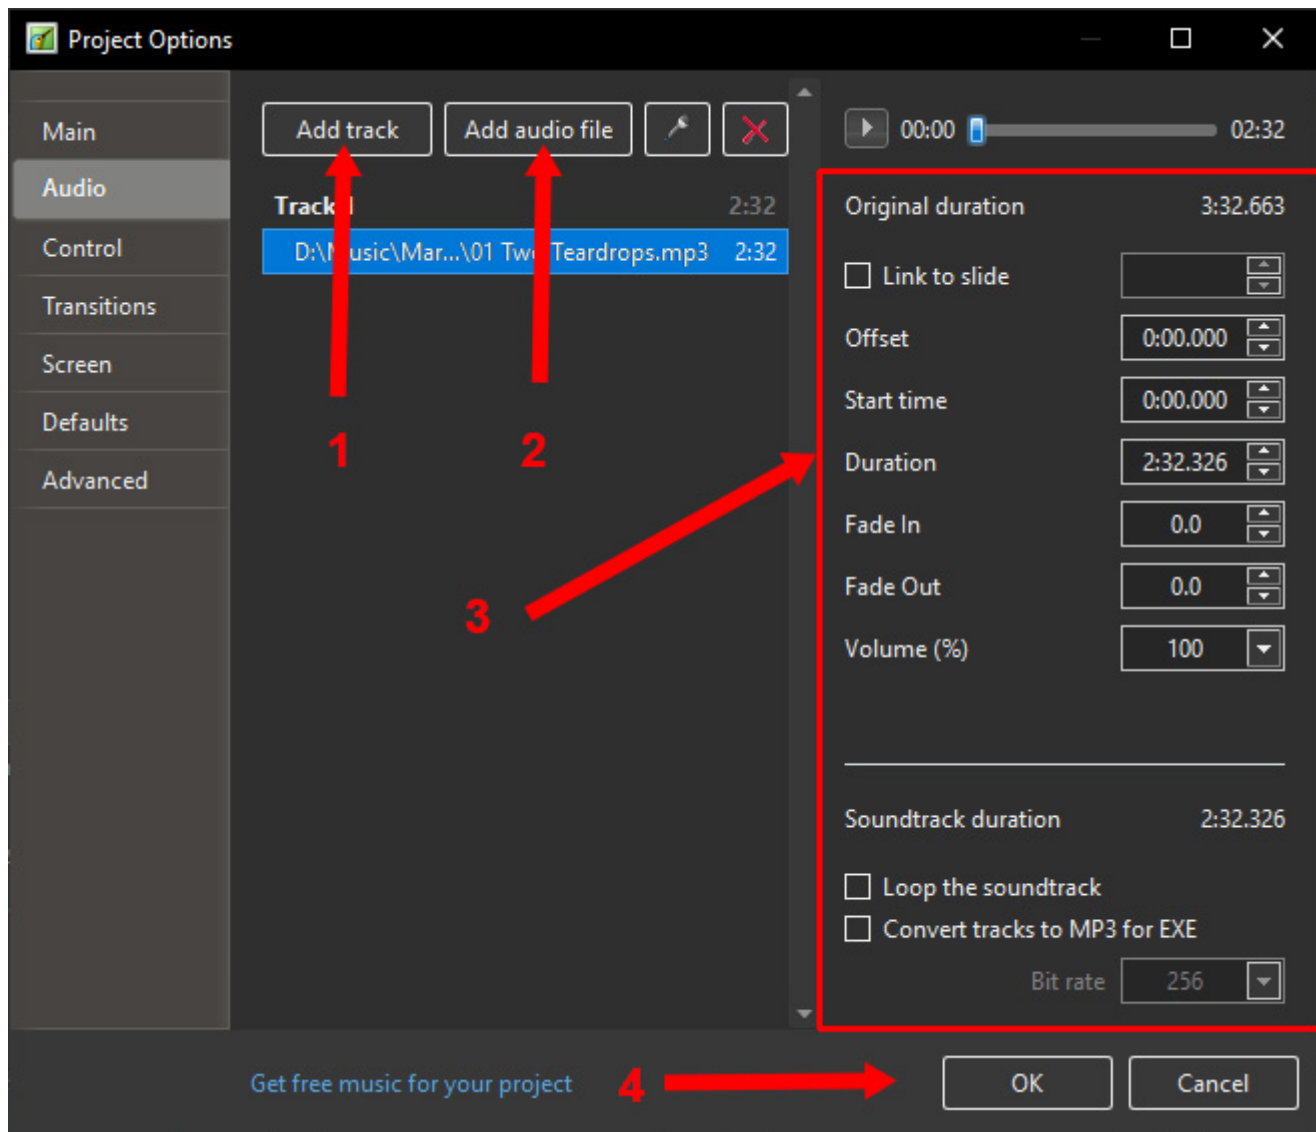 Project Options
Main
Audio
Control
Transitions
Screen
Defaults
Advanced
Add track
Add audio file
Track 2:32
D:\Music\Mar...\01 Two Teardrops.mp3 2:32
1
2
3
00:00 02:32
Original duration 3:32.663
Link to slide
Offset 0:00.000
Start time 0:00.000
Duration 2:32.326
Fade In 0.0
Fade Out 0.0
Volume (%) 100
Soundtrack duration 2:32.326
Loop the soundtrack
Convert tracks to MP3 for EXE
Bit rate 256
Get free music for your project
4
OK
Cancel